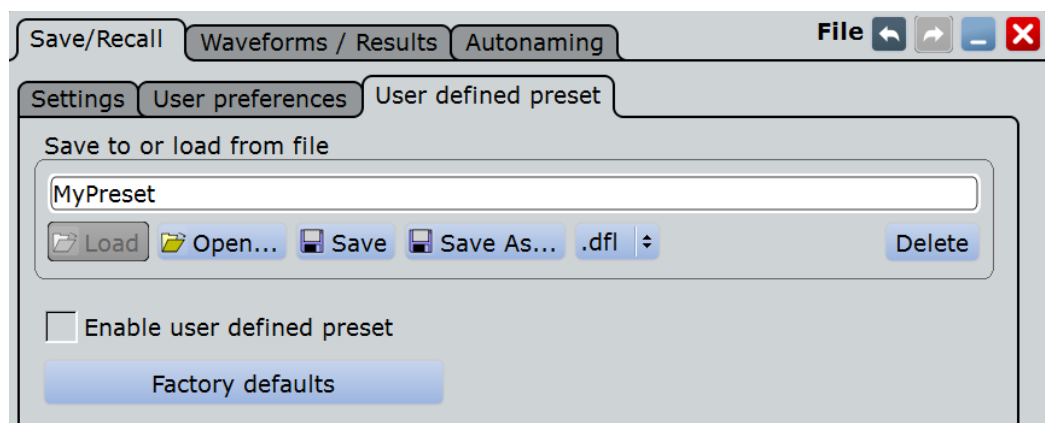 Save/Recall Waveforms / Results Autonaming File
Settings User preferences User defined preset
Save to or load from file
MyPreset
Load Open... Save Save As... .dfl Delete
Enable user defined preset
Factory defaults